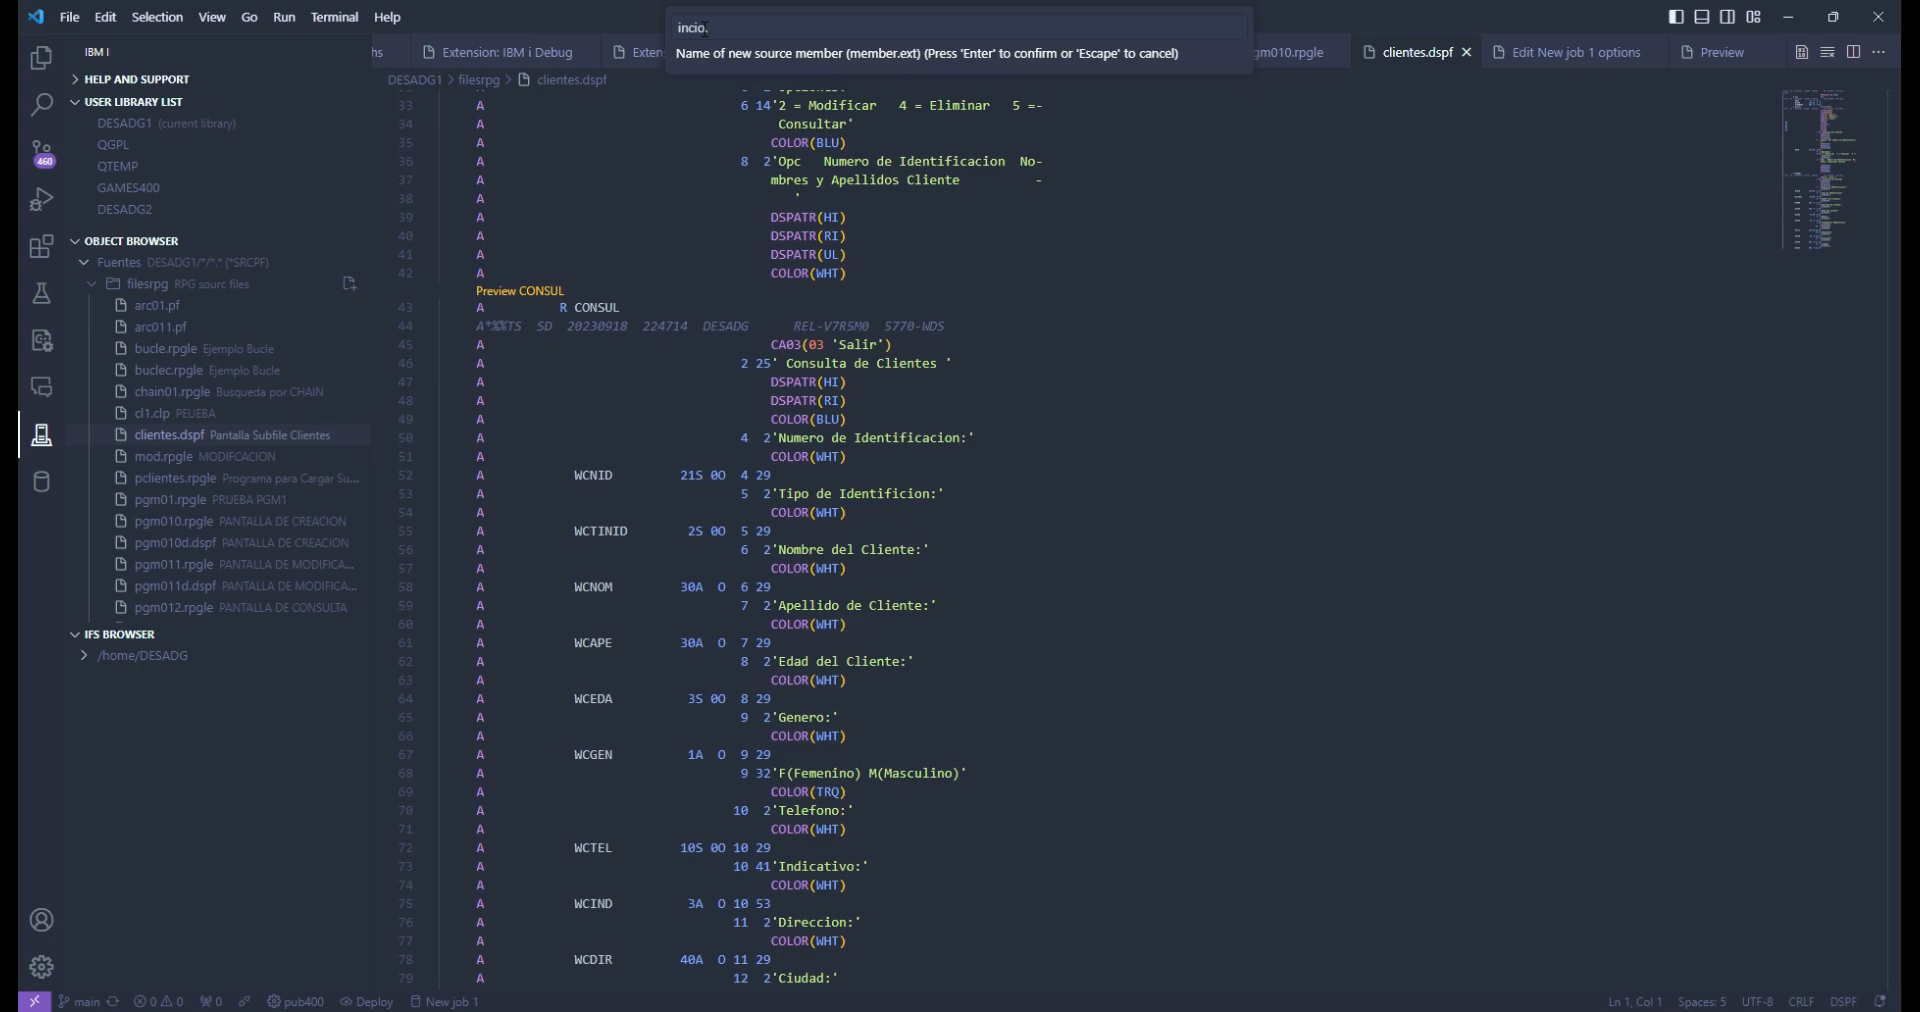 File Edit Selection View Go Run Terminal Help
incio.
Name of new source member (member.ext) (Press 'Enter' to confirm or 'Escape' to cancel)
IBM I
hs Extension: IBM i Debug Exten gm010.rpgle clientes.dspf Edit New job 1 options Preview
DESADG1 > filesrpg > clientes.dspf
HELP AND SUPPORT
USER LIBRARY LIST
DESADG1 (current library)
QGPL
QTEMP
GAMES400
DESADG2
OBJECT BROWSER
Fuentes DESADG1/*/*.* (*SRCPF)
filesrpg RPG sourc files
arc01.pf
arc011.pf
bucle.rpgle Ejemplo Bucle
buclec.rpgle Ejemplo Bucle
chain01.rpgle Busqueda por CHAIN
cl1.clp PEUEBA
clientes.dspf Pantalla Subfile Clientes
mod.rpgle MODIFCACION
pclientes.rpgle Programa para Cargar Su...
pgm01.rpgle PRUEBA PGM1
pgm010.rpgle PANTALLA DE CREACION
pgm010d.dspf PANTALLA DE CREACION
pgm011.rpgle PANTALLA DE MODIFICA...
pgm011d.dspf PANTALLA DE MODIFICA...
pgm012.rpgle PANTALLA DE CONSULTA
IFS BROWSER
/home/DESADG
460
33 A 6 14'2 = Modificar 4 = Eliminar 5 =-
34 A Consultar'
35 A COLOR(BLU)
36 A 8 2'Opc Numero de Identificacion No-
37 A mbres y Apellidos Cliente -
38 A '
39 A DSPATR(HI)
40 A DSPATR(RI)
41 A DSPATR(UL)
42 A COLOR(WHT)
Preview CONSUL
43 A R CONSUL
44 A*%%TS SD 20230918 224714 DESADG REL-V7R5M0 5770-WDS
45 A CA03(03 'Salir')
46 A 2 25' Consulta de Clientes '
47 A DSPATR(HI)
48 A DSPATR(RI)
49 A COLOR(BLU)
50 A 4 2'Numero de Identificacion:'
51 A COLOR(WHT)
52 A WCNID 21S 0O 4 29
53 A 5 2'Tipo de Identificion:'
54 A COLOR(WHT)
55 A WCTINID 2S 0O 5 29
56 A 6 2'Nombre del Cliente:'
57 A COLOR(WHT)
58 A WCNOM 30A O 6 29
59 A 7 2'Apellido de Cliente:'
60 A COLOR(WHT)
61 A WCAPE 30A O 7 29
62 A 8 2'Edad del Cliente:'
63 A COLOR(WHT)
64 A WCEDA 3S 0O 8 29
65 A 9 2'Genero:'
66 A COLOR(WHT)
67 A WCGEN 1A O 9 29
68 A 9 32'F(Femenino) M(Masculino)'
69 A COLOR(TRQ)
70 A 10 2'Telefono:'
71 A COLOR(WHT)
72 A WCTEL 10S 0O 10 29
73 A 10 41'Indicativo:'
74 A COLOR(WHT)
75 A WCIND 3A O 10 53
76 A 11 2'Direccion:'
77 A COLOR(WHT)
78 A WCDIR 40A O 11 29
79 A 12 2'Ciudad:'
main 0 0 0 pub400 Deploy New job 1 Ln 1, Col 1 Spaces: 5 UTF-8 CRLF DSPF